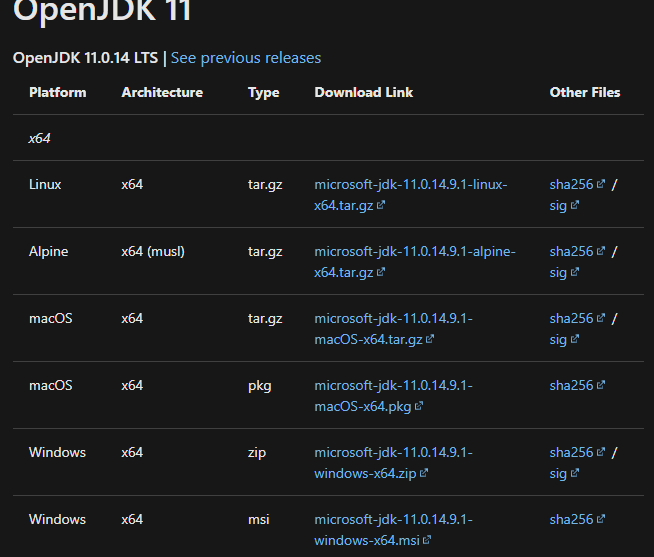 OpenJDK 11
OpenJDK 11.0.14 LTS | See previous releases
Platform Architecture Type Download Link Other Files
x64
Linux x64 tar.gz microsoft-jdk-11.0.14.9.1-linux- sha256 /
x64.tar.gz sig
Alpine x64 (musl) tar.gz microsoft-jdk-11.0.14.9.1-alpine- sha256 /
x64.tar.gz sig
macOS x64 tar.gz microsoft-jdk-11.0.14.9.1- sha256 /
macOS-x64.tar.gz sig
macOS x64 pkg microsoft-jdk-11.0.14.9.1- sha256
macOS-x64.pkg
Windows x64 zip microsoft-jdk-11.0.14.9.1- sha256 /
windows-x64.zip sig
Windows x64 msi microsoft-jdk-11.0.14.9.1- sha256
windows-x64.msi